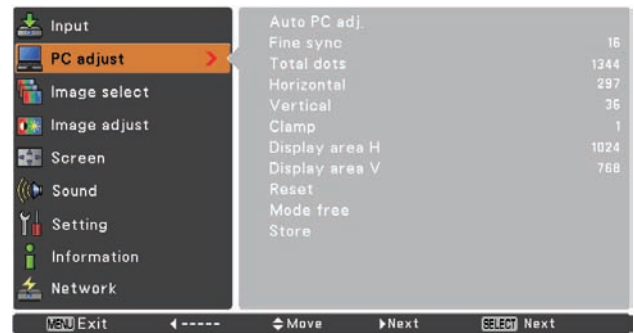 Input
PC adjust
Image select
Image adjust
Screen
Sound
Setting
Information
Network
Auto PC adj.
Fine sync 16
Total dots 1344
Horizontal 297
Vertical 36
Clamp 1
Display area H 1024
Display area V 768
Reset
Mode free
Store
MENU Exit ◀----- ◆Move ▶Next SELECT Next